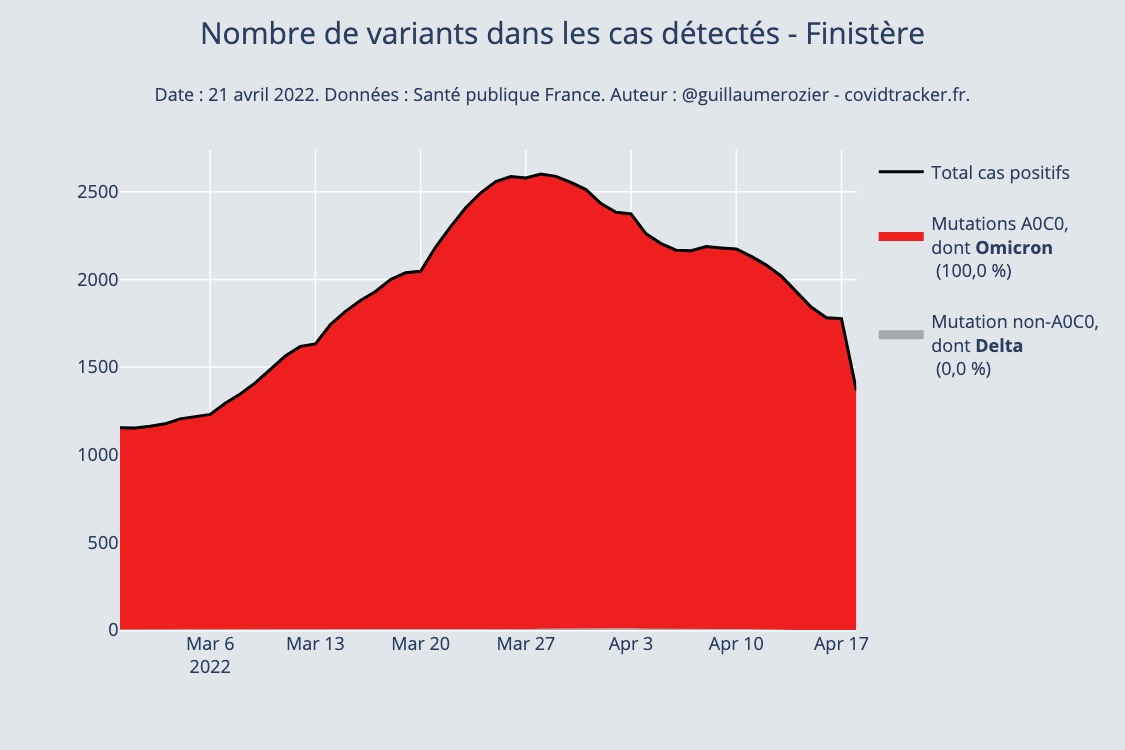 Nombre de variants dans les cas détectés - Finistère
Date : 21 avril 2022. Données : Santé publique France. Auteur : @guillaumerozier - covidtracker.fr.
2500
2000
1500
1000
500
0
Mar 6
2022
Mar 13
Mar 20
Mar 27
Apr 3
Apr 10
Apr 17
Total cas positifs
Mutations A0C0,
dont Omicron
(100,0 %)
Mutation non-A0C0,
dont Delta
(0,0 %)